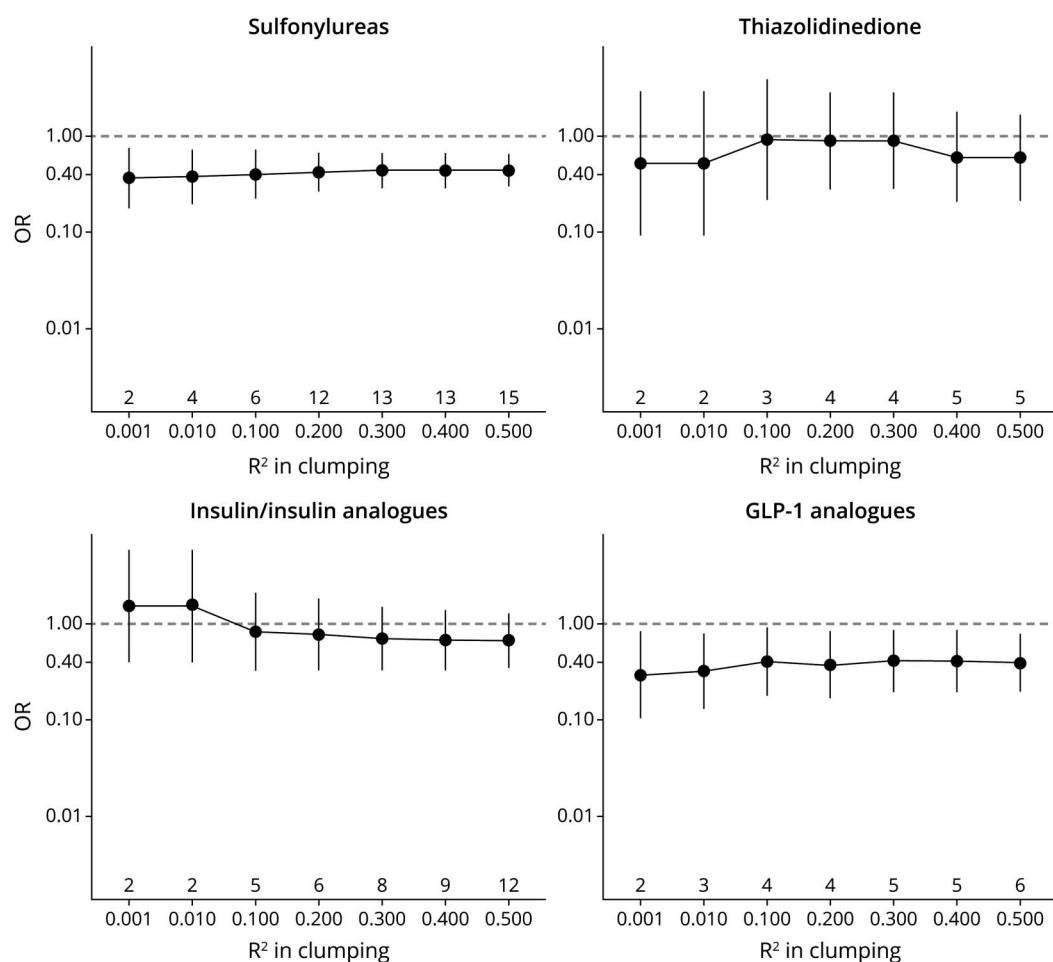 Sulfonylureas
OR
1.00
0.40
0.10
0.01
2 4 6 12 13 13 15
0.001 0.010 0.100 0.200 0.300 0.400 0.500
R² in clumping
Thiazolidinedione
1.00
0.40
0.10
0.01
2 2 3 4 4 5 5
0.001 0.010 0.100 0.200 0.300 0.400 0.500
R² in clumping
Insulin/insulin analogues
OR
1.00
0.40
0.10
0.01
2 2 5 6 8 9 12
0.001 0.010 0.100 0.200 0.300 0.400 0.500
R² in clumping
GLP-1 analogues
1.00
0.40
0.10
0.01
2 3 4 4 5 5 6
0.001 0.010 0.100 0.200 0.300 0.400 0.500
R² in clumping